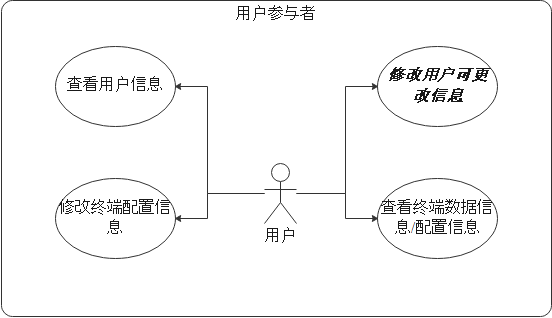 用户参与者
查看用户信息
修改用户可更
改信息
修改终端配置信
息
用户
查看终端数据信
息/配置信息